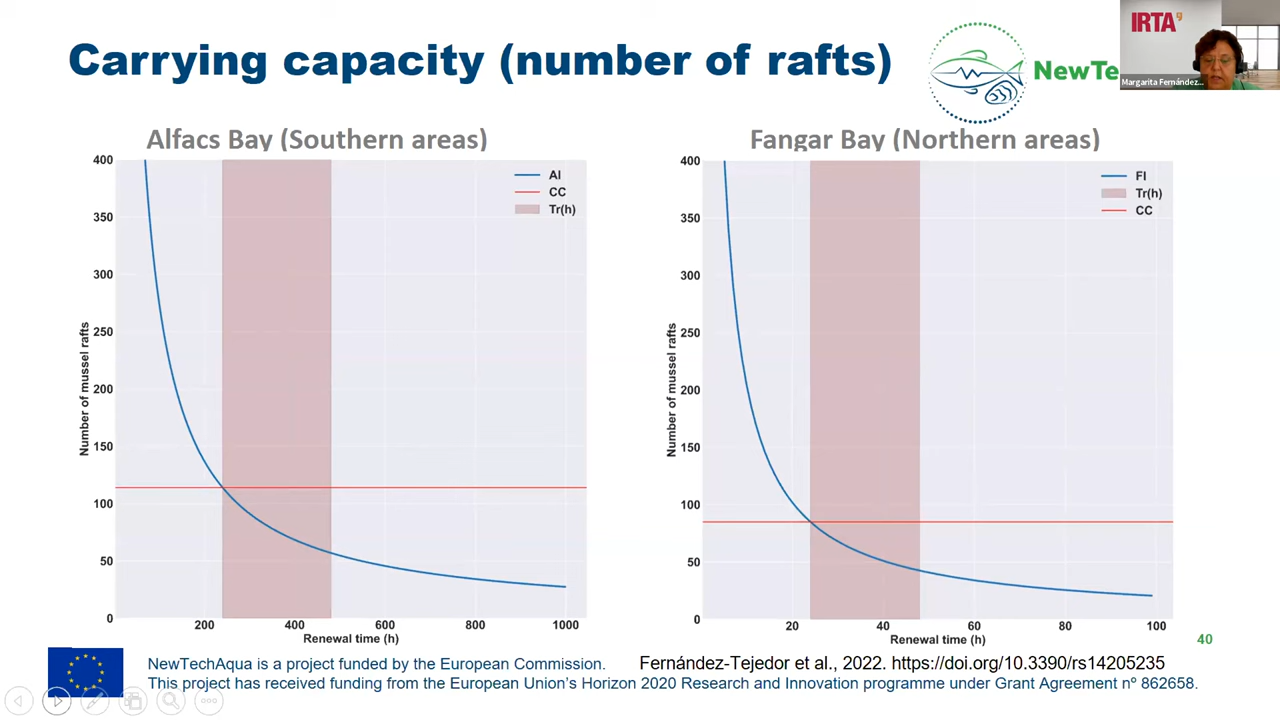 Carrying capacity (number of rafts)
NewTe
IRTA
Margarita Fernández...
Alfacs Bay (Southern areas)
400
350
300
250
200
150
100
50
0
Number of mussel rafts
AI
CC
Tr(h)
200
400
600
800
1000
Renewal time (h)
Fangar Bay (Northern areas)
400
350
300
250
200
150
100
50
0
Number of mussel rafts
FI
Tr(h)
CC
20
40
60
80
100
Renewal time (h)
40
NewTechAqua is a project funded by the European Commission.
Fernández-Tejedor et al., 2022. https://doi.org/10.3390/rs14205235
This project has received funding from the European Union's Horizon 2020 Research and Innovation programme under Grant Agreement nº 862658.